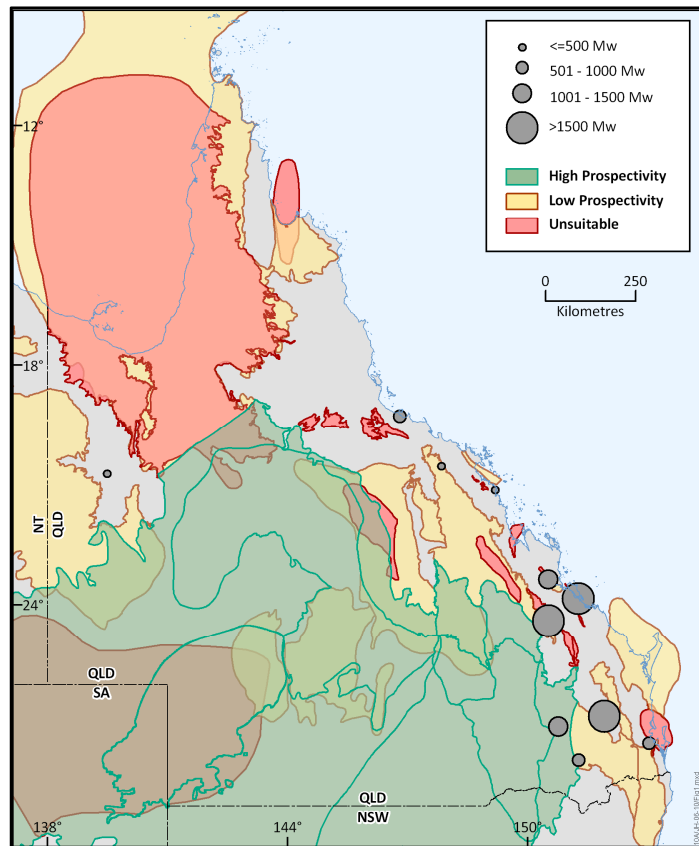 <=500 Mw
501 - 1000 Mw
1001 - 1500 Mw
>1500 Mw
High Prospectivity
Low Prospectivity
Unsuitable
0 250
Kilometres
12°
18°
NT
QLD
24°
QLD
SA
QLD
NSW
138° 144° 150°